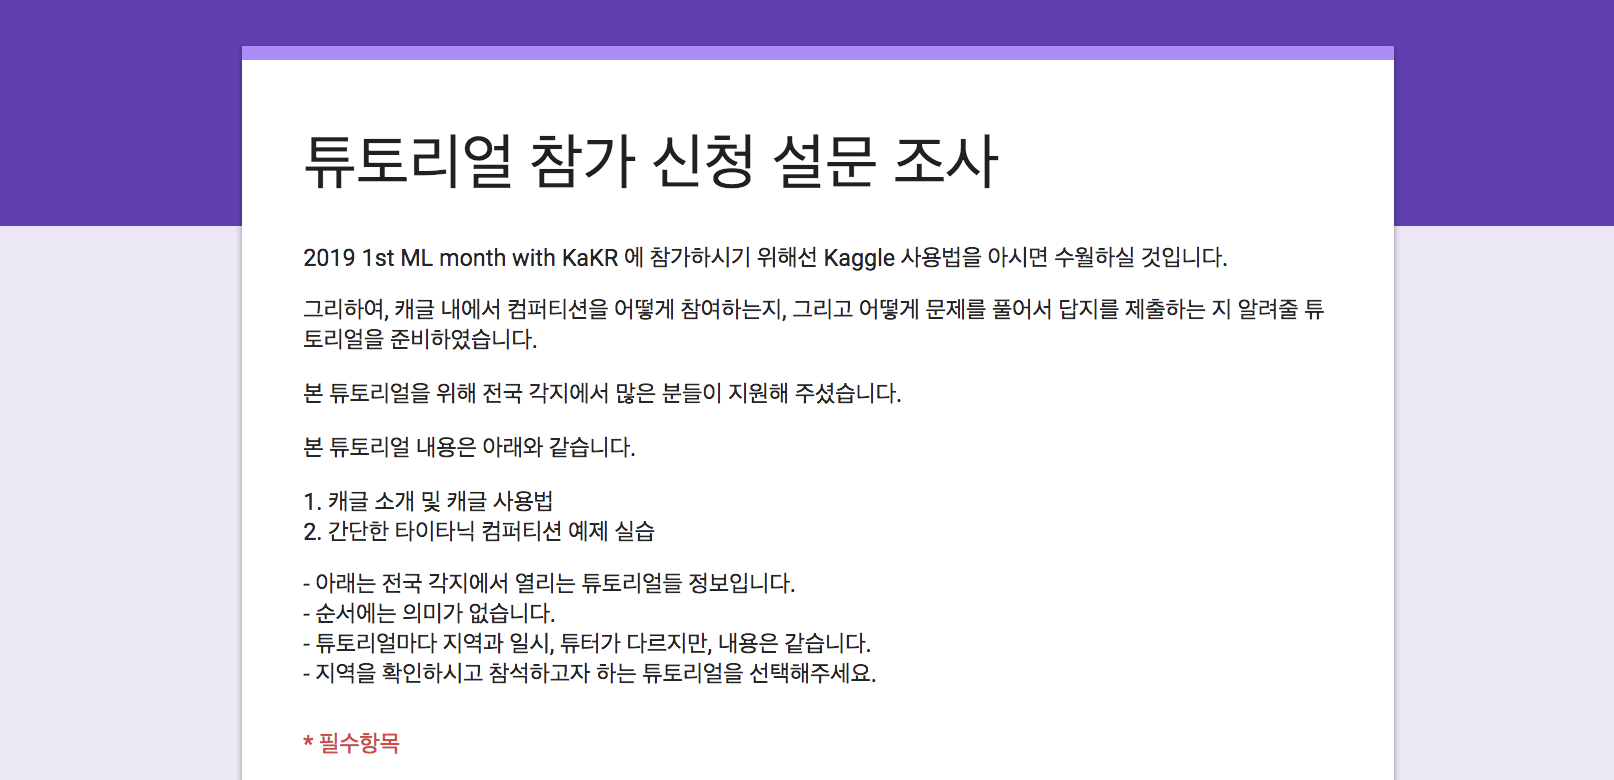 튜토리얼 참가 신청 설문 조사
2019 1st ML month with KaKR 에 참가하시기 위해선 Kaggle 사용법을 아시면 수월하실 것입니다.
그리하여, 캐글 내에서 컴퍼티션을 어떻게 참여하는지, 그리고 어떻게 문제를 풀어서 답지를 제출하는 지 알려줄 튜
토리얼을 준비하였습니다.
본 튜토리얼을 위해 전국 각지에서 많은 분들이 지원해 주셨습니다.
본 튜토리얼 내용은 아래와 같습니다.
1. 캐글 소개 및 캐글 사용법
2. 간단한 타이타닉 컴퍼티션 예제 실습
- 아래는 전국 각지에서 열리는 튜토리얼들 정보입니다.
- 순서에는 의미가 없습니다.
- 튜토리얼마다 지역과 일시, 튜터가 다르지만, 내용은 같습니다.
- 지역을 확인하시고 참석하고자 하는 튜토리얼을 선택해주세요.
* 필수항목